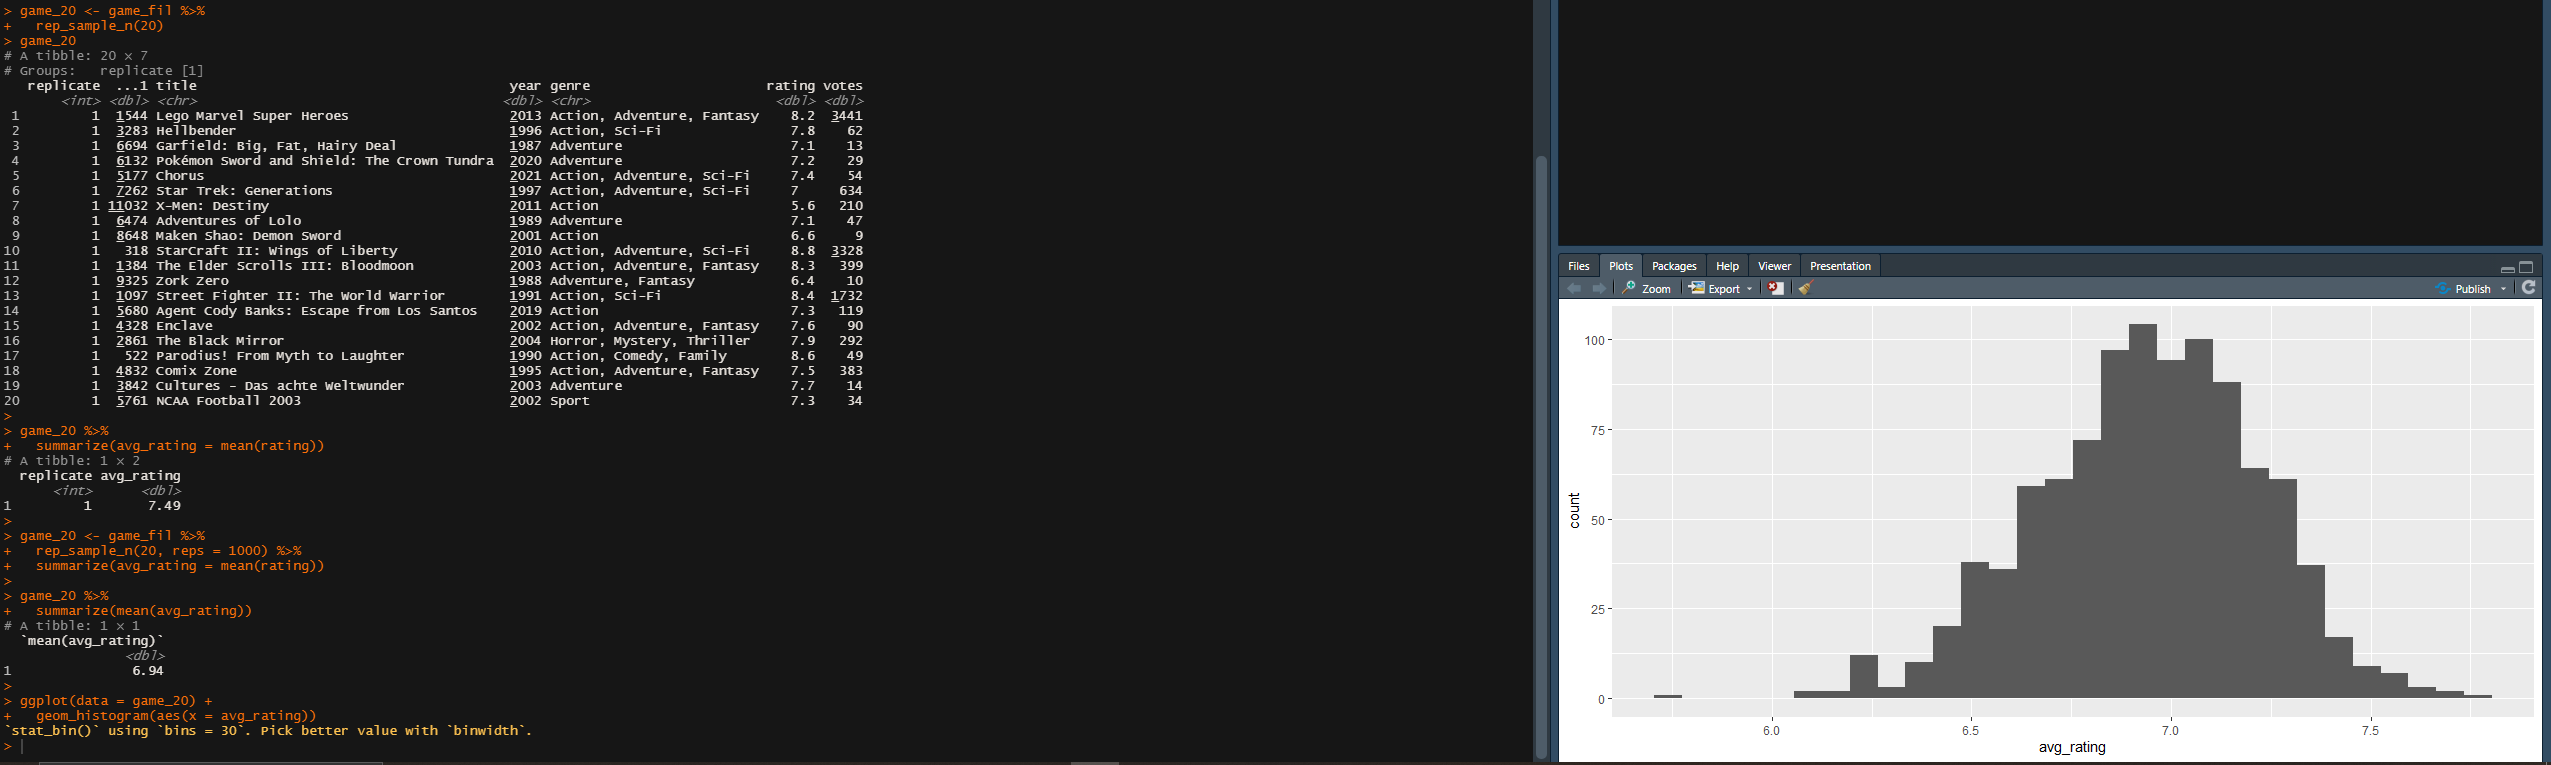 > game_20 <- game_fil %>%
+   rep_sample_n(20)
> game_20
# A tibble: 20 × 7
# Groups:   replicate [1]
   replicate  ...1 title                                       year genre                      rating votes
       <int> <dbl> <chr>                                      <dbl> <chr>                       <dbl> <dbl>
 1         1  1544 Lego Marvel Super Heroes                    2013 Action, Adventure, Fantasy    8.2  3441
 2         1  3283 Hellbender                                  1996 Action, Sci-Fi                7.8    62
 3         1  6694 Garfield: Big, Fat, Hairy Deal              1987 Adventure                     7.1    13
 4         1  6132 Pokémon Sword and Shield: The Crown Tundra  2020 Adventure                     7.2    29
 5         1  5177 Chorus                                      2021 Action, Adventure, Sci-Fi     7.4    54
 6         1  7262 Star Trek: Generations                      1997 Action, Adventure, Sci-Fi     7     634
 7         1 11032 X-Men: Destiny                              2011 Action                        5.6   210
 8         1  6474 Adventures of Lolo                          1989 Adventure                     7.1    47
 9         1  8648 Maken Shao: Demon Sword                     2001 Action                        6.6     9
10         1   318 StarCraft II: Wings of Liberty              2010 Action, Adventure, Sci-Fi     8.8  3328
11         1  1384 The Elder Scrolls III: Bloodmoon            2003 Action, Adventure, Fantasy    8.3   399
12         1  9325 Zork Zero                                   1988 Adventure, Fantasy            6.4    10
13         1  1097 Street Fighter II: The World Warrior        1991 Action, Sci-Fi                8.4  1732
14         1  5680 Agent Cody Banks: Escape from Los Santos    2019 Action                        7.3   119
15         1  4328 Enclave                                     2002 Action, Adventure, Fantasy    7.6    90
16         1  2861 The Black Mirror                            2004 Horror, Mystery, Thriller     7.9   292
17         1   522 Parodius! From Myth to Laughter             1990 Action, Comedy, Family        8.6    49
18         1  4832 Comix Zone                                  1995 Action, Adventure, Fantasy    7.5   383
19         1  3842 Cultures - Das achte Weltwunder             2003 Adventure                     7.7    14
20         1  5761 NCAA Football 2003                          2002 Sport                         7.3    34
>
> game_20 %>%
+   summarize(avg_rating = mean(rating))
# A tibble: 1 × 2
  replicate avg_rating
      <int>      <dbl>
1         1       7.49
>
> game_20 <- game_fil %>%
+   rep_sample_n(20, reps = 1000) %>%
+   summarize(avg_rating = mean(rating))
>
> game_20 %>%
+   summarize(mean(avg_rating))
# A tibble: 1 × 1
  `mean(avg_rating)`
               <dbl>
1               6.94
>
> ggplot(data = game_20) +
+   geom_histogram(aes(x = avg_rating))
`stat_bin()` using `bins = 30`. Pick better value with `binwidth`.
>
Files Plots Packages Help Viewer Presentation
Zoom Export Publish
100
75
50
25
0
count
6.0 6.5 7.0 7.5
avg_rating